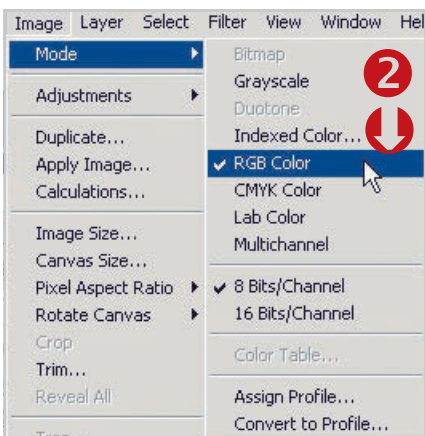 Image Layer Select Filter View Window Hel
Mode
Adjustments
Duplicate...
Apply Image...
Calculations...
Image Size...
Canvas Size...
Pixel Aspect Ratio
Rotate Canvas
Crop
Trim...
Reveal All
Trap...
Bitmap
Grayscale
Duotone
Indexed Color...
RGB Color
CMYK Color
Lab Color
Multichannel
8 Bits/Channel
16 Bits/Channel
Color Table...
Assign Profile...
Convert to Profile...
2